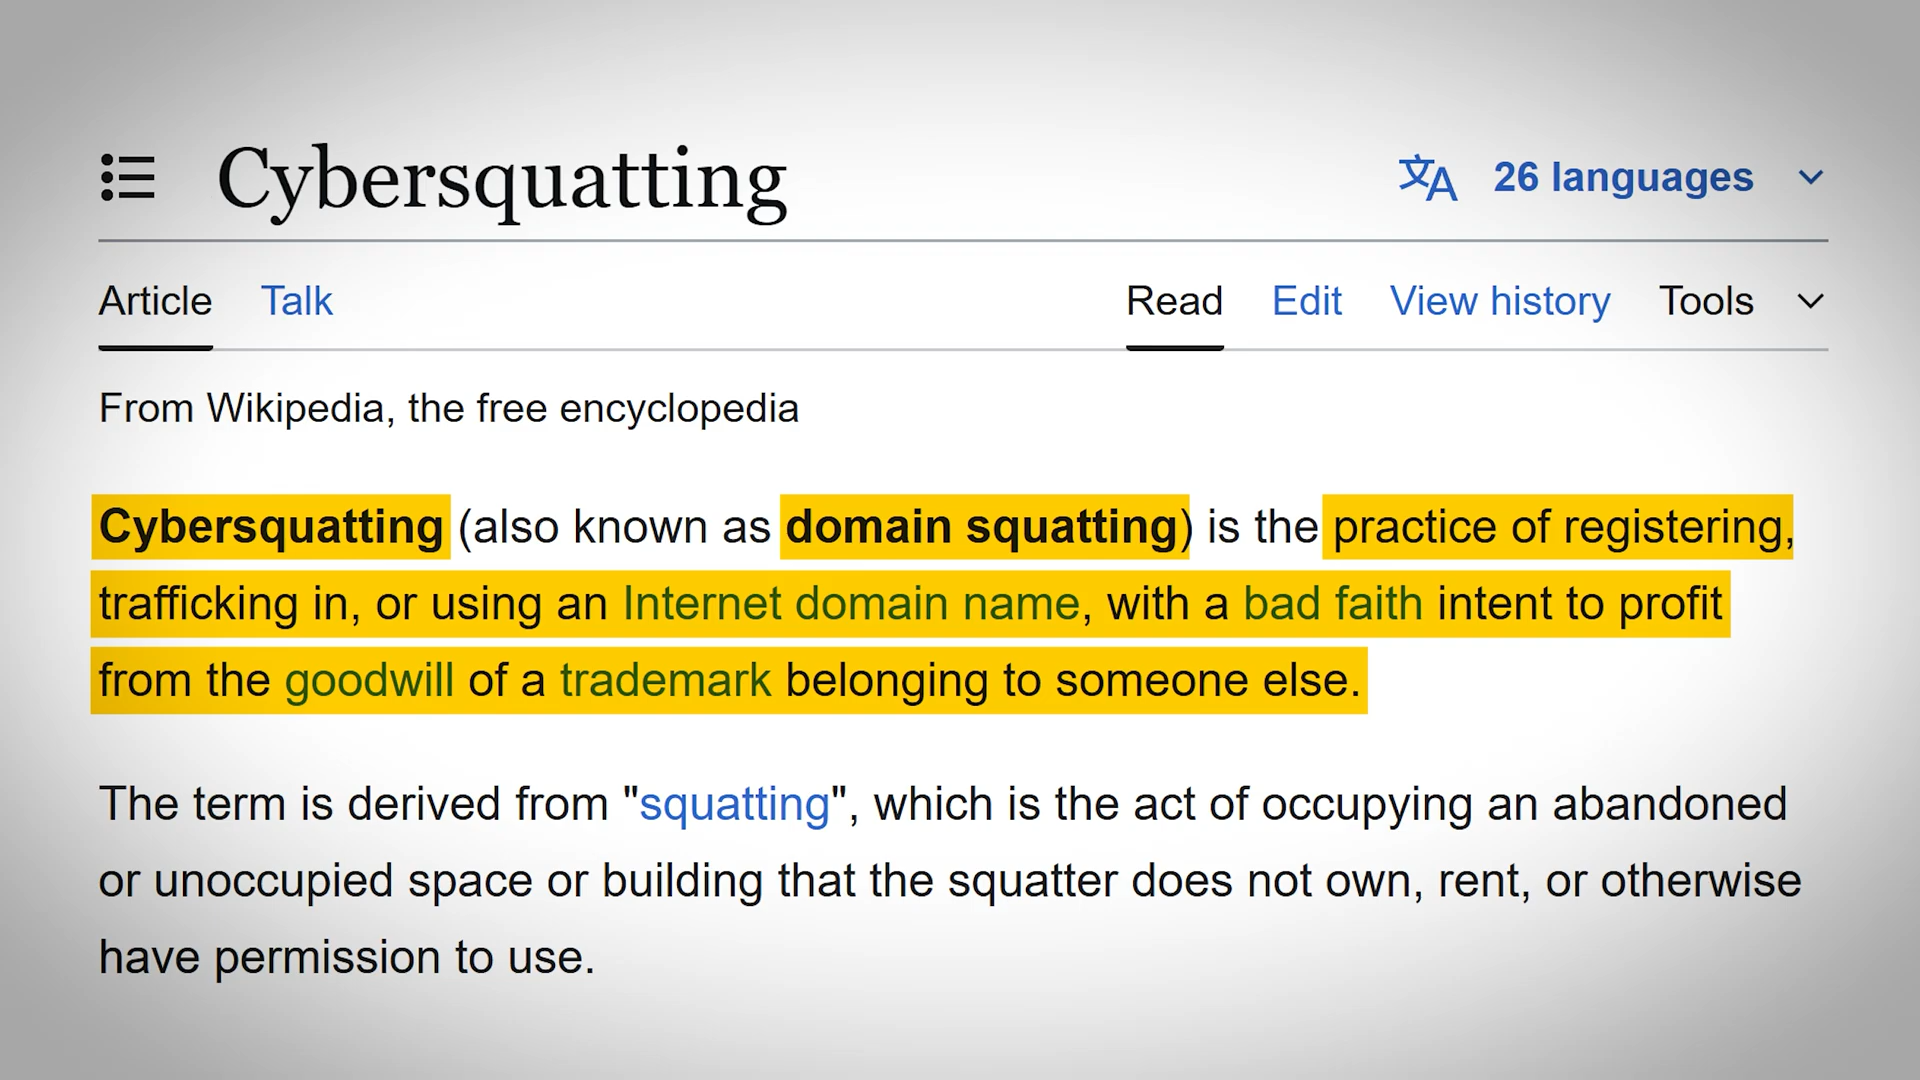 Cybersquatting
26 languages
Article Talk Read Edit View history Tools
From Wikipedia, the free encyclopedia
Cybersquatting (also known as domain squatting) is the practice of registering,
trafficking in, or using an Internet domain name, with a bad faith intent to profit
from the goodwill of a trademark belonging to someone else.
The term is derived from "squatting", which is the act of occupying an abandoned
or unoccupied space or building that the squatter does not own, rent, or otherwise
have permission to use.